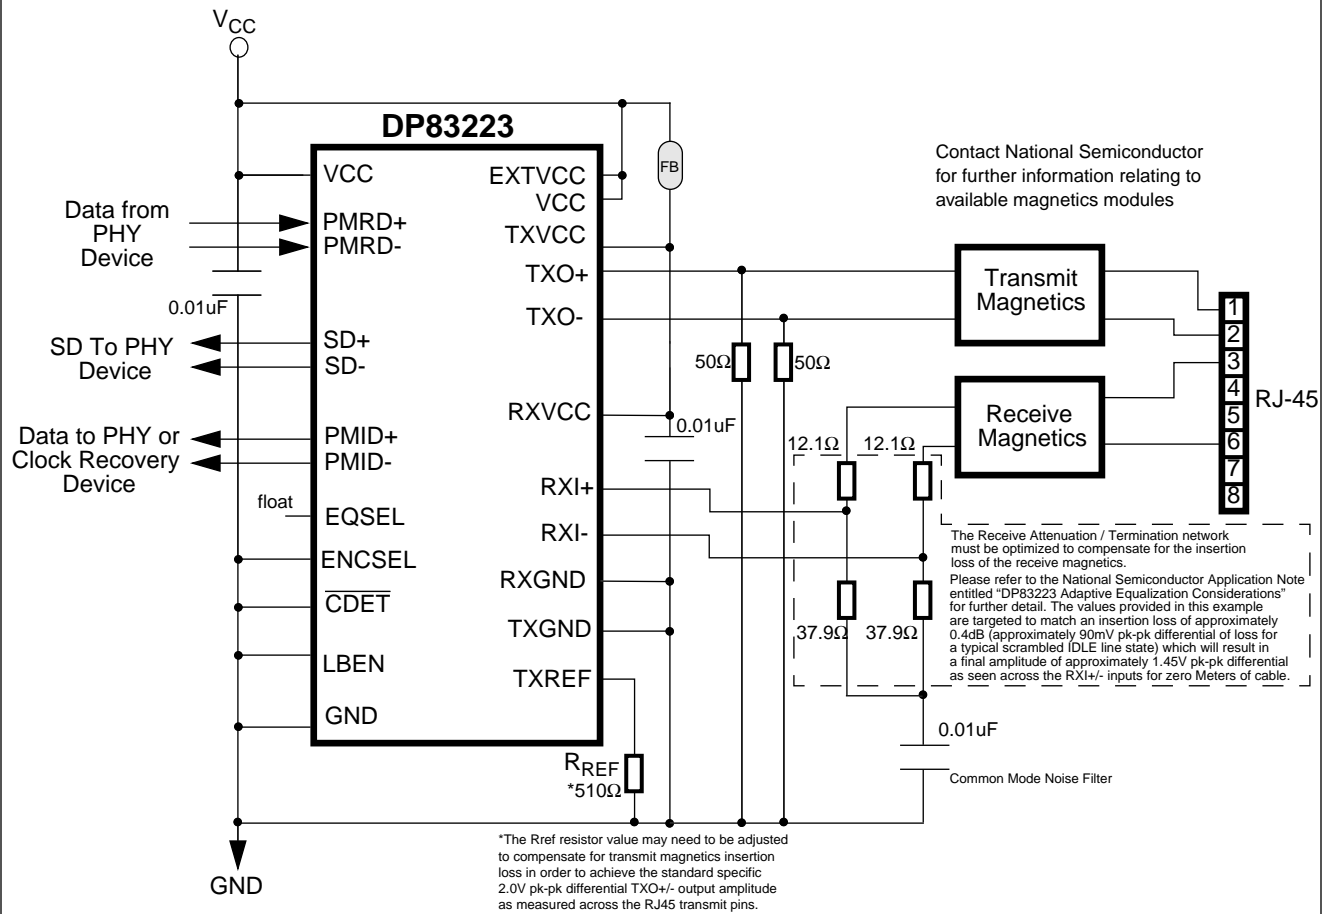 VCC
DP83223
Contact National Semiconductor
for further information relating to
available magnetics modules
FB
VCC
EXTVCC
VCC
Data from
PHY
Device
PMRD+
PMRD-
TXVCC
TXO+
TXO-
Transmit
Magnetics
0.01uF
SD To PHY
Device
SD+
SD-
50Ω
50Ω
1
2
3
4
5
6
7
8
RJ-45
RXVCC
0.01uF
Receive
Magnetics
Data to PHY or
Clock Recovery
Device
PMID+
PMID-
12.1Ω
12.1Ω
RXI+
RXI-
float
EQSEL
ENCSEL
CDET
LBEN
GND
RXGND
TXGND
TXREF
37.9Ω
37.9Ω
The Receive Attenuation / Termination network
must be optimized to compensate for the insertion
loss of the receive magnetics.
Please refer to the National Semiconductor Application Note
entitled “DP83223 Adaptive Equalization Considerations”
for further detail. The values provided in this example
are targeted to match an insertion loss of approximately
0.4dB (approximately 90mV pk-pk differential of loss for
a typical scrambled IDLE line state) which will result in
a final amplitude of approximately 1.45V pk-pk differential
as seen across the RXI+/- inputs for zero Meters of cable.
0.01uF
Common Mode Noise Filter
RREF
*510Ω
GND
*The Rref resistor value may need to be adjusted
to compensate for transmit magnetics insertion
loss in order to achieve the standard specific
2.0V pk-pk differential TXO+/- output amplitude
as measured across the RJ45 transmit pins.